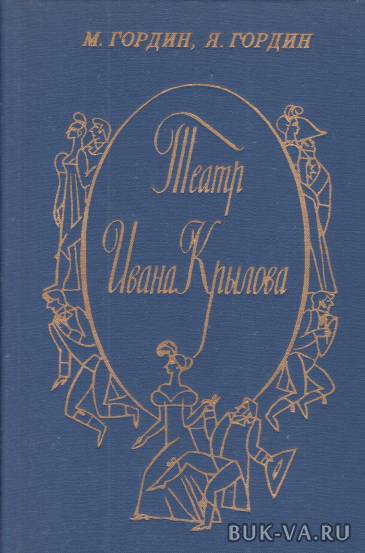 М. ГОРДИН, Я. ГОРДИН
Театр
Ивана Крылова
BUK-VA.RU